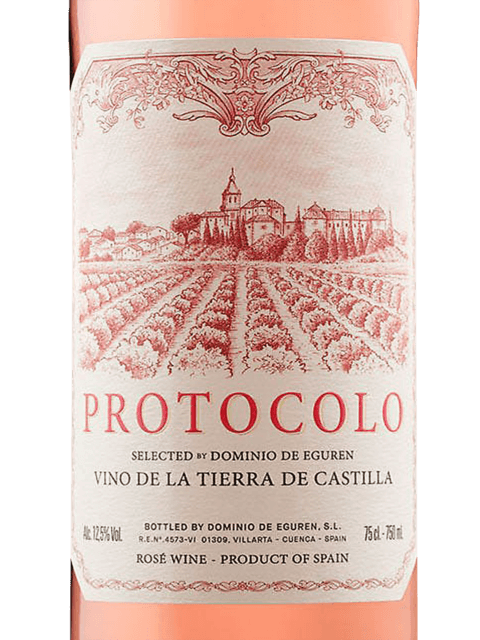 PROTOCOLO
SELECTED BY DOMINIO DE EGUREN
VINO DE LA TIERRA DE CASTILLA
Alc. 12,5% Vol.
BOTTLED BY DOMINIO DE EGUREN, S.L.
R.E.Nº.4573-VI 01309, VILLARTA - CUENCA - SPAIN
75 cl. - 750 ml.
ROSÉ WINE - PRODUCT OF SPAIN